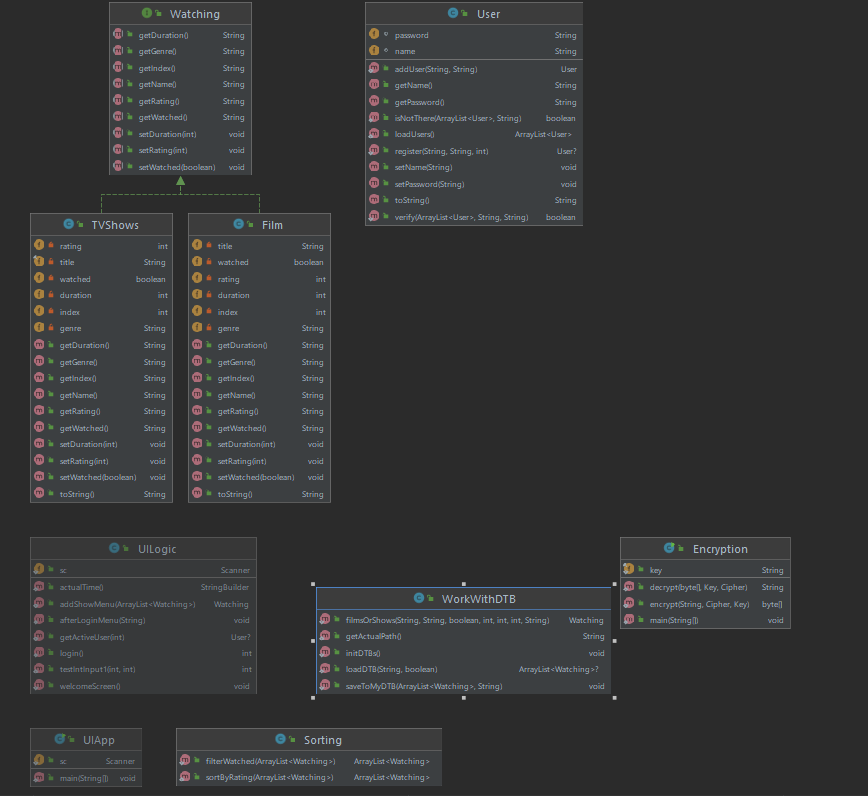 Watching
getDuration() String
getGenre() String
getIndex() String
getName() String
getRating() String
getWatched() String
setDuration(int) void
setRating(int) void
setWatched(boolean) void
User
password String
name String
addUser(String, String) User
getName() String
getPassword() String
isNotThere(ArrayList<User>, String) boolean
loadUsers() ArrayList<User>
register(String, String, int) User?
setName(String) void
setPassword(String) void
toString() String
verify(ArrayList<User>, String, String) boolean
TVShows
rating int
title String
watched boolean
duration int
index int
genre String
getDuration() String
getGenre() String
getIndex() String
getName() String
getRating() String
getWatched() String
setDuration(int) void
setRating(int) void
setWatched(boolean) void
toString() String
Film
title String
watched boolean
rating int
duration int
index int
genre String
getDuration() String
getGenre() String
getIndex() String
getName() String
getRating() String
getWatched() String
setDuration(int) void
setRating(int) void
setWatched(boolean) void
toString() String
UILogic
sc Scanner
actualTime() StringBuilder
addShowMenu(ArrayList<Watching>) Watching
afterLoginMenu(String) void
getActiveUser(int) User?
login() int
testIntInput1(int, int) int
welcomeScreen() void
WorkWithDTB
filmsOrShows(String, String, boolean, int, int, int, String) Watching
getActualPath() String
initDTBs() void
loadDTB(String, boolean) ArrayList<Watching>?
saveToMyDTB(ArrayList<Watching>, String) void
Encryption
key String
decrypt(byte[], Key, Cipher) String
encrypt(String, Cipher, Key) byte[]
main(String[]) void
UIApp
sc Scanner
main(String[]) void
Sorting
filterWatched(ArrayList<Watching>) ArrayList<Watching>
sortByRating(ArrayList<Watching>) ArrayList<Watching>